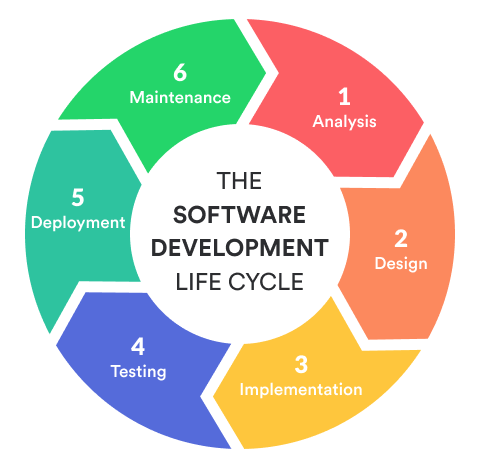 THE
SOFTWARE
DEVELOPMENT
LIFE CYCLE
1
Analysis
2
Design
3
Implementation
4
Testing
5
Deployment
6
Maintenance